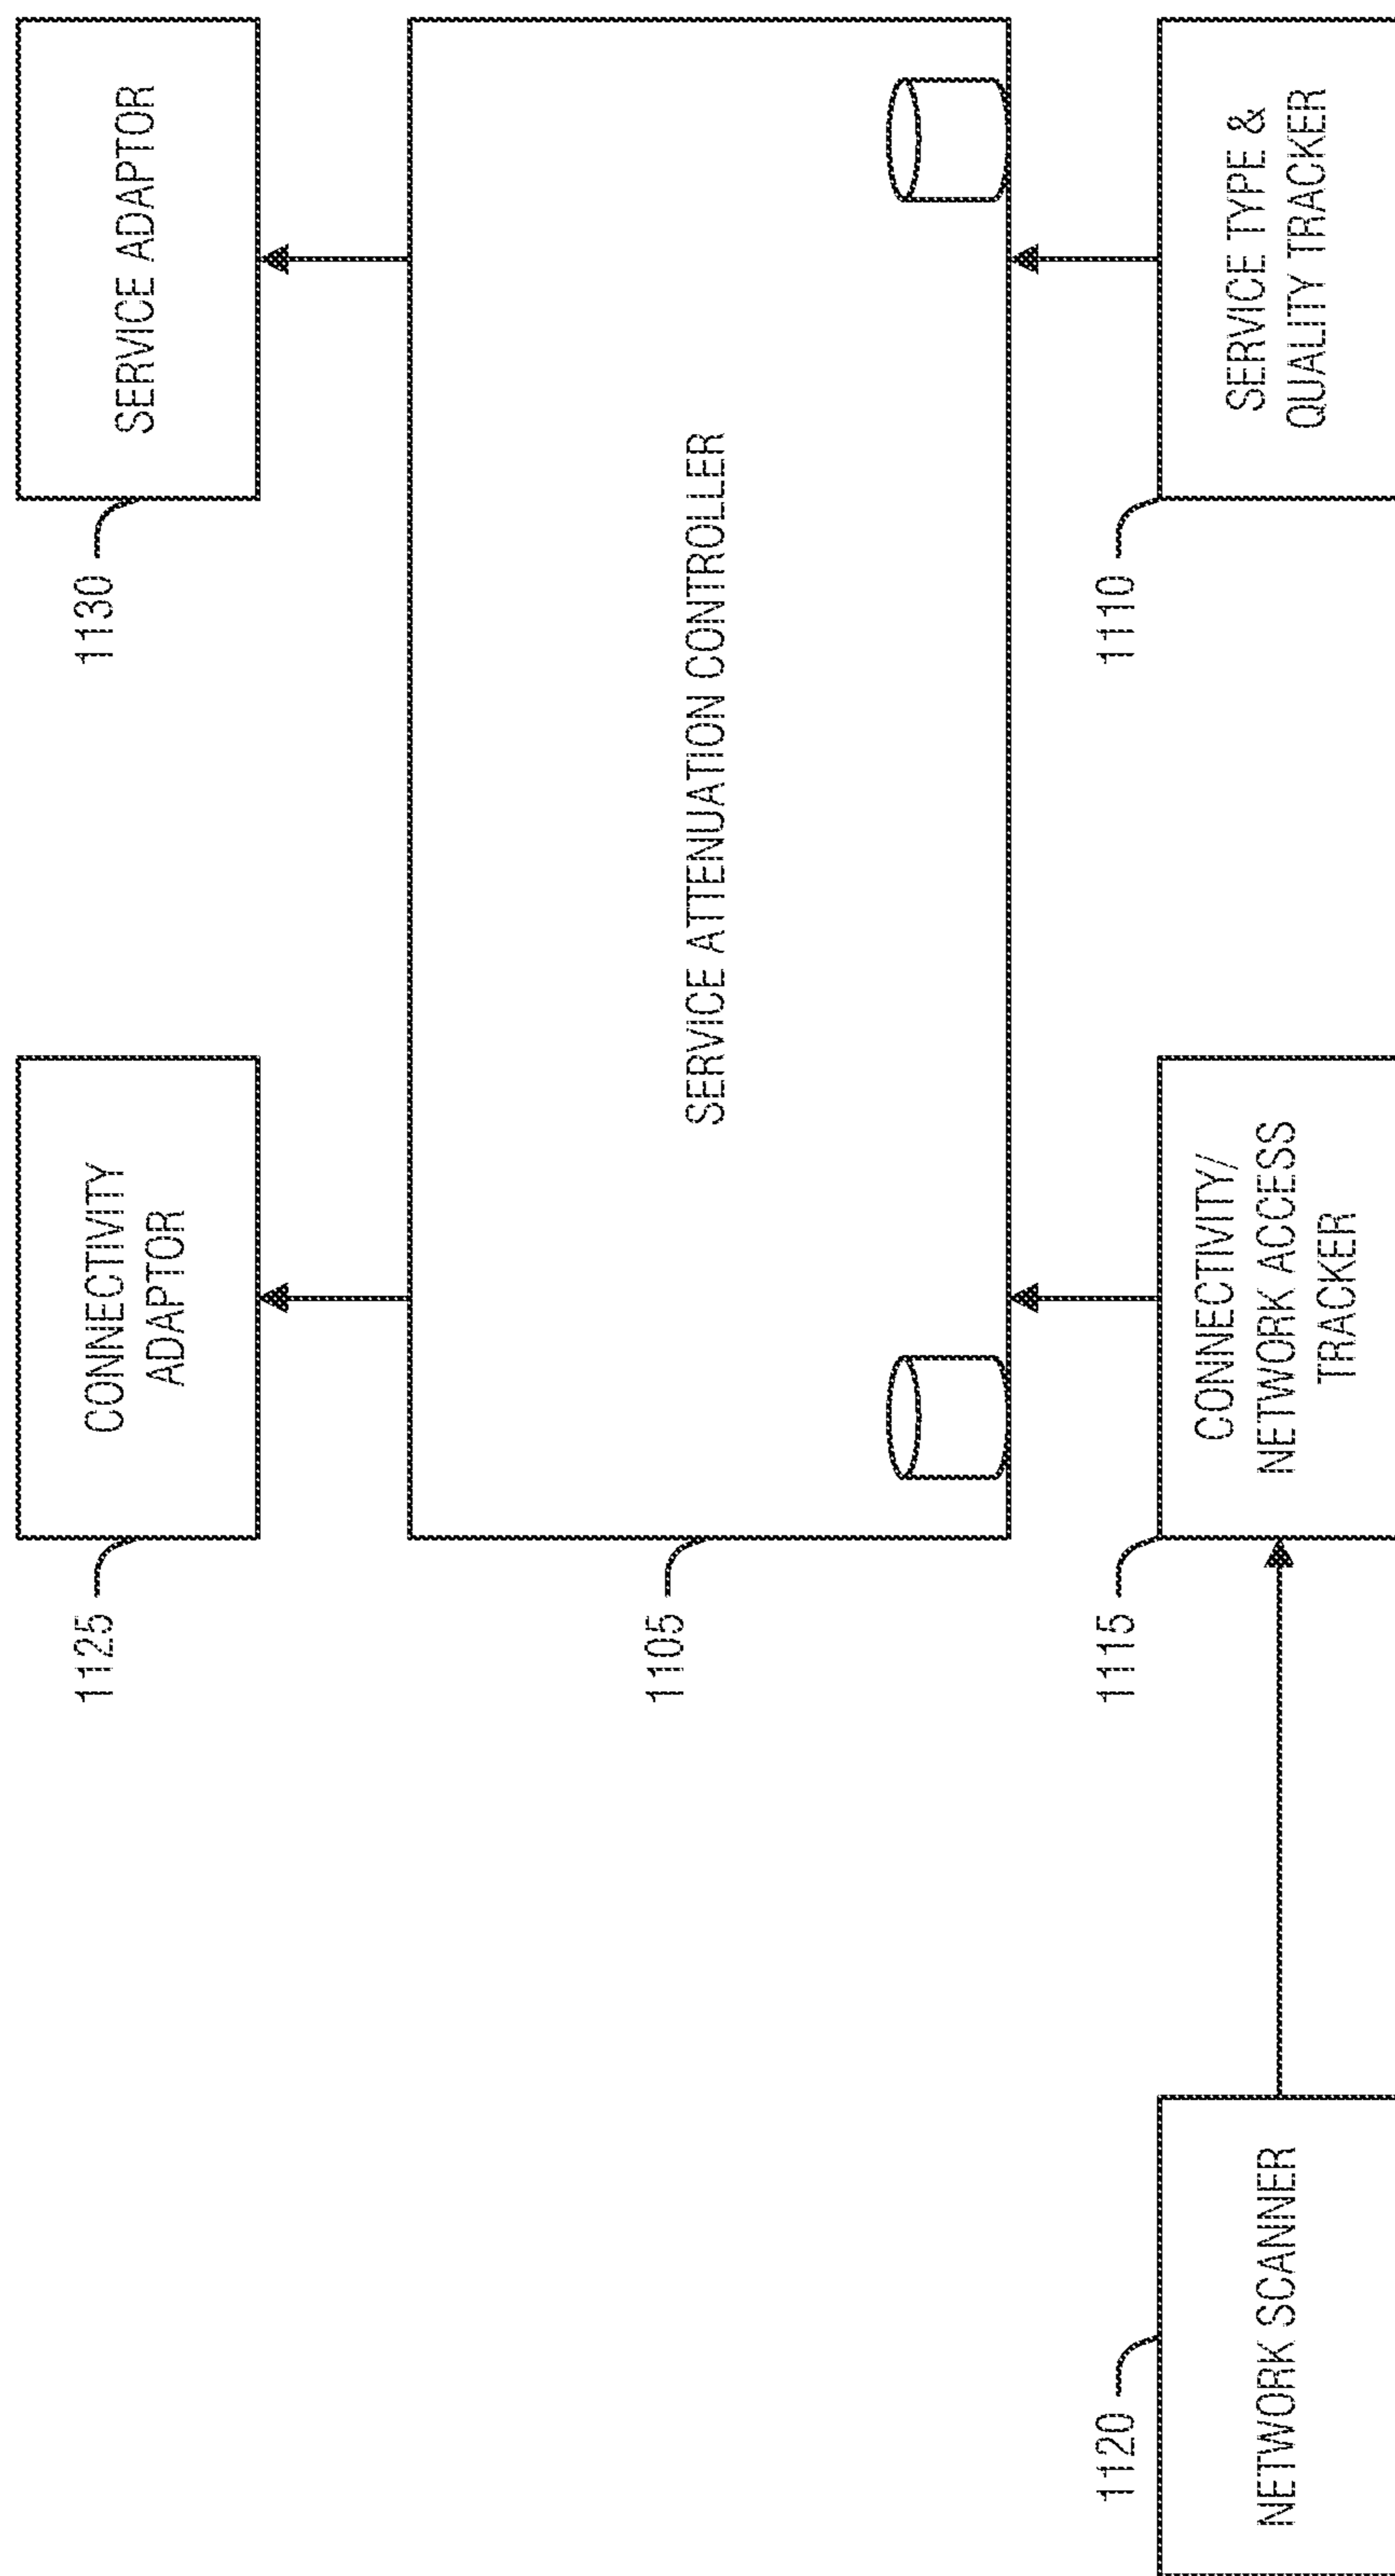 1125
CONNECTIVITY
ADAPTOR
1130
SERVICE ADAPTOR
1105
SERVICE ATTENUATION CONTROLLER
1120
NETWORK SCANNER
1115
CONNECTIVITY/
NETWORK ACCESS
TRACKER
1110
SERVICE TYPE &
QUALITY TRACKER